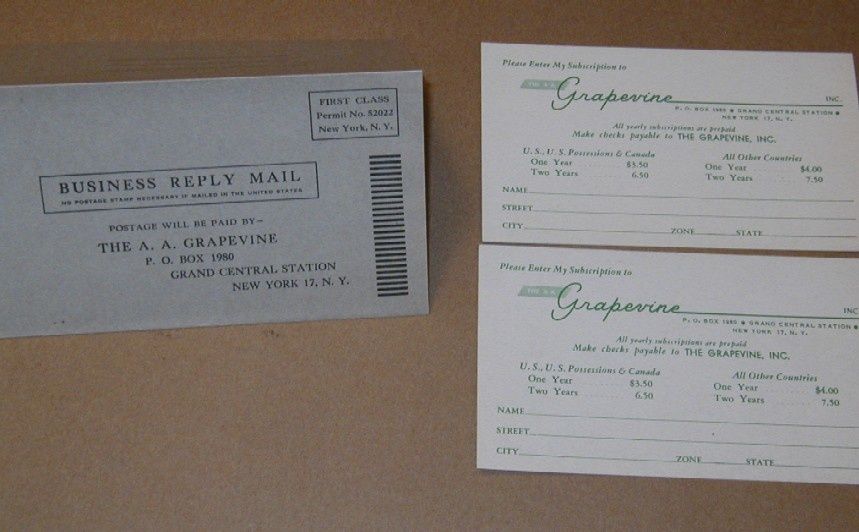 FIRST CLASS
Permit No. 52022
New York, N. Y.
BUSINESS REPLY MAIL
NO POSTAGE STAMP NECESSARY IF MAILED IN THE UNITED STATES
POSTAGE WILL BE PAID BY—
THE A. A. GRAPEVINE
P. O. BOX 1980
GRAND CENTRAL STATION
NEW YORK 17, N. Y.
Please Enter My Subscription to
THE A.A.
Grapevine INC.
P. O. BOX 1980 ● GRAND CENTRAL STATION ●
NEW YORK 17, N. Y.
All yearly subscriptions are prepaid
Make checks payable to THE GRAPEVINE, INC.
U. S., U. S. Possessions & Canada All Other Countries
One Year $3.50 One Year $4.00
Two Years 6.50 Two Years 7.50
NAME
STREET
CITY ZONE STATE
Please Enter My Subscription to
THE A.A.
Grapevine INC.
P. O. BOX 1980 ● GRAND CENTRAL STATION ●
NEW YORK 17, N. Y.
All yearly subscriptions are prepaid
Make checks payable to THE GRAPEVINE, INC.
U. S., U. S. Possessions & Canada All Other Countries
One Year $3.50 One Year $4.00
Two Years 6.50 Two Years 7.50
NAME
STREET
CITY ZONE STATE